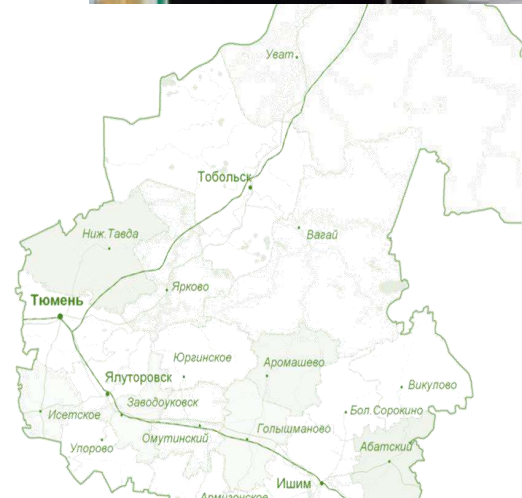 Уват
Тобольск
Ниж.Тавда
Вагай
Ярково
Тюмень
Юргинское
Аромашево
Ялуторовск
Викулово
Заводоуковск
Бол.Сорокино
Исетское
Голышманово
Омутинский
Упорово
Абатский
Ишим
Армизонское